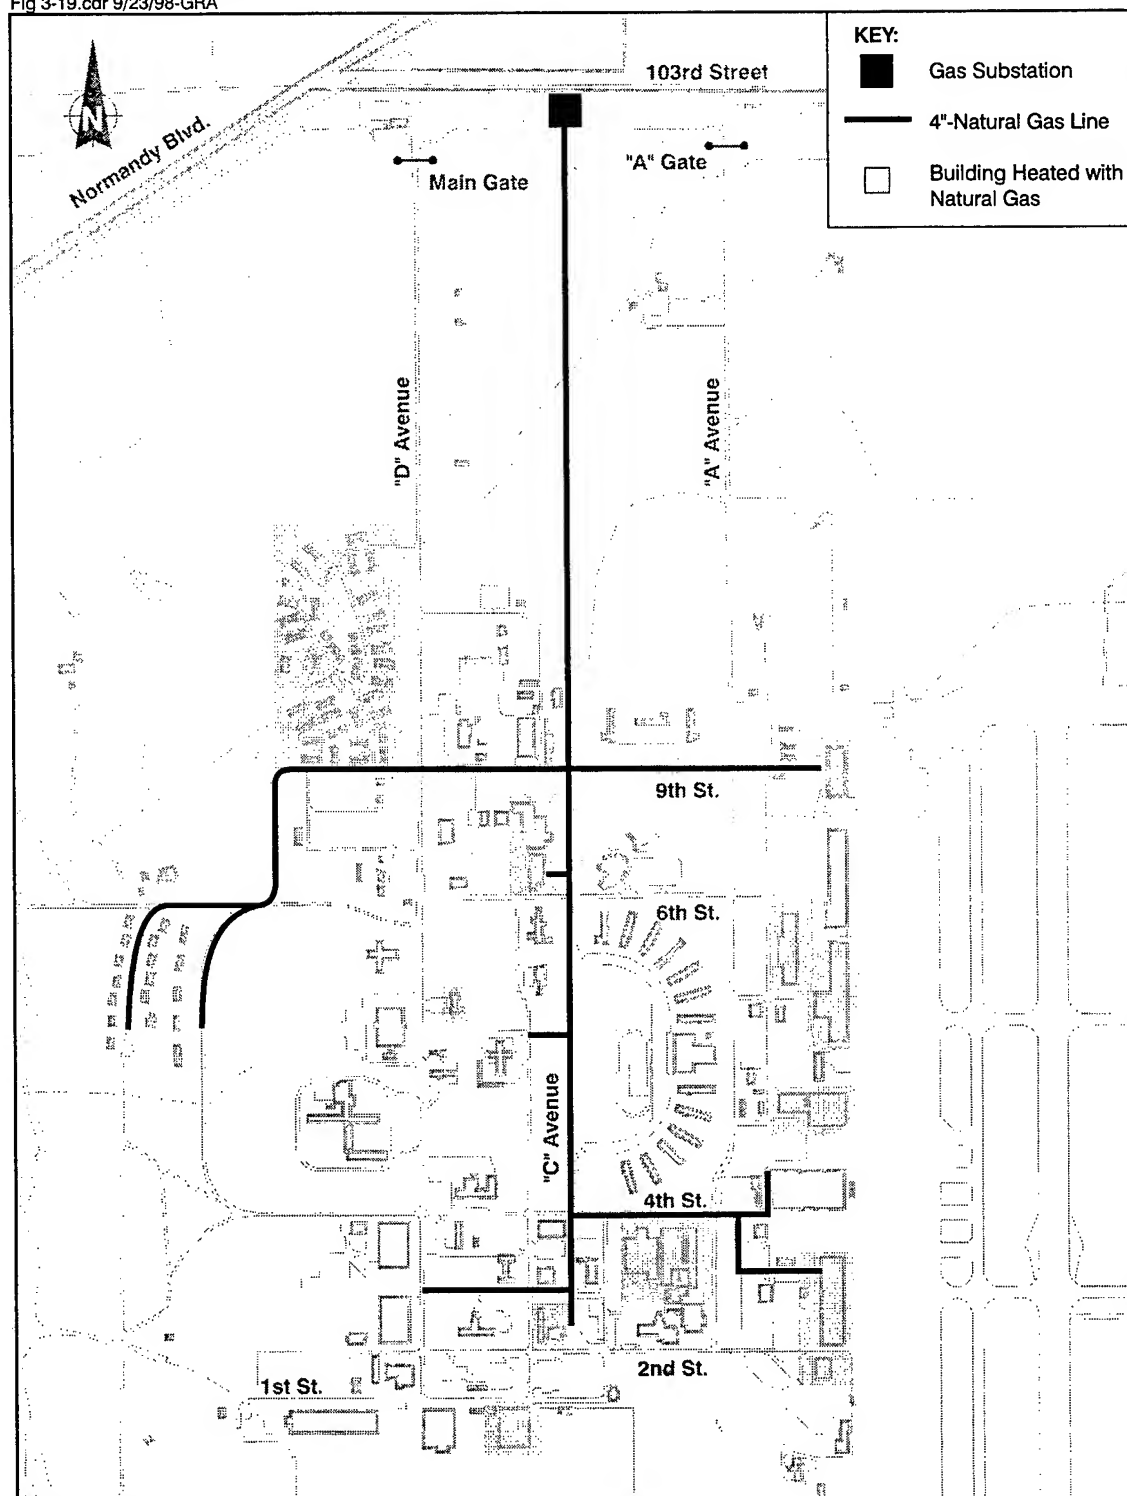 Fig 3-19.cdr 9/23/98-GRA
KEY:
Gas Substation
4"-Natural Gas Line
Building Heated with
Natural Gas
N
103rd Street
Normandy Blvd.
Main Gate
"A" Gate
"D" Avenue
"A" Avenue
9th St.
6th St.
"C" Avenue
4th St.
2nd St.
1st St.